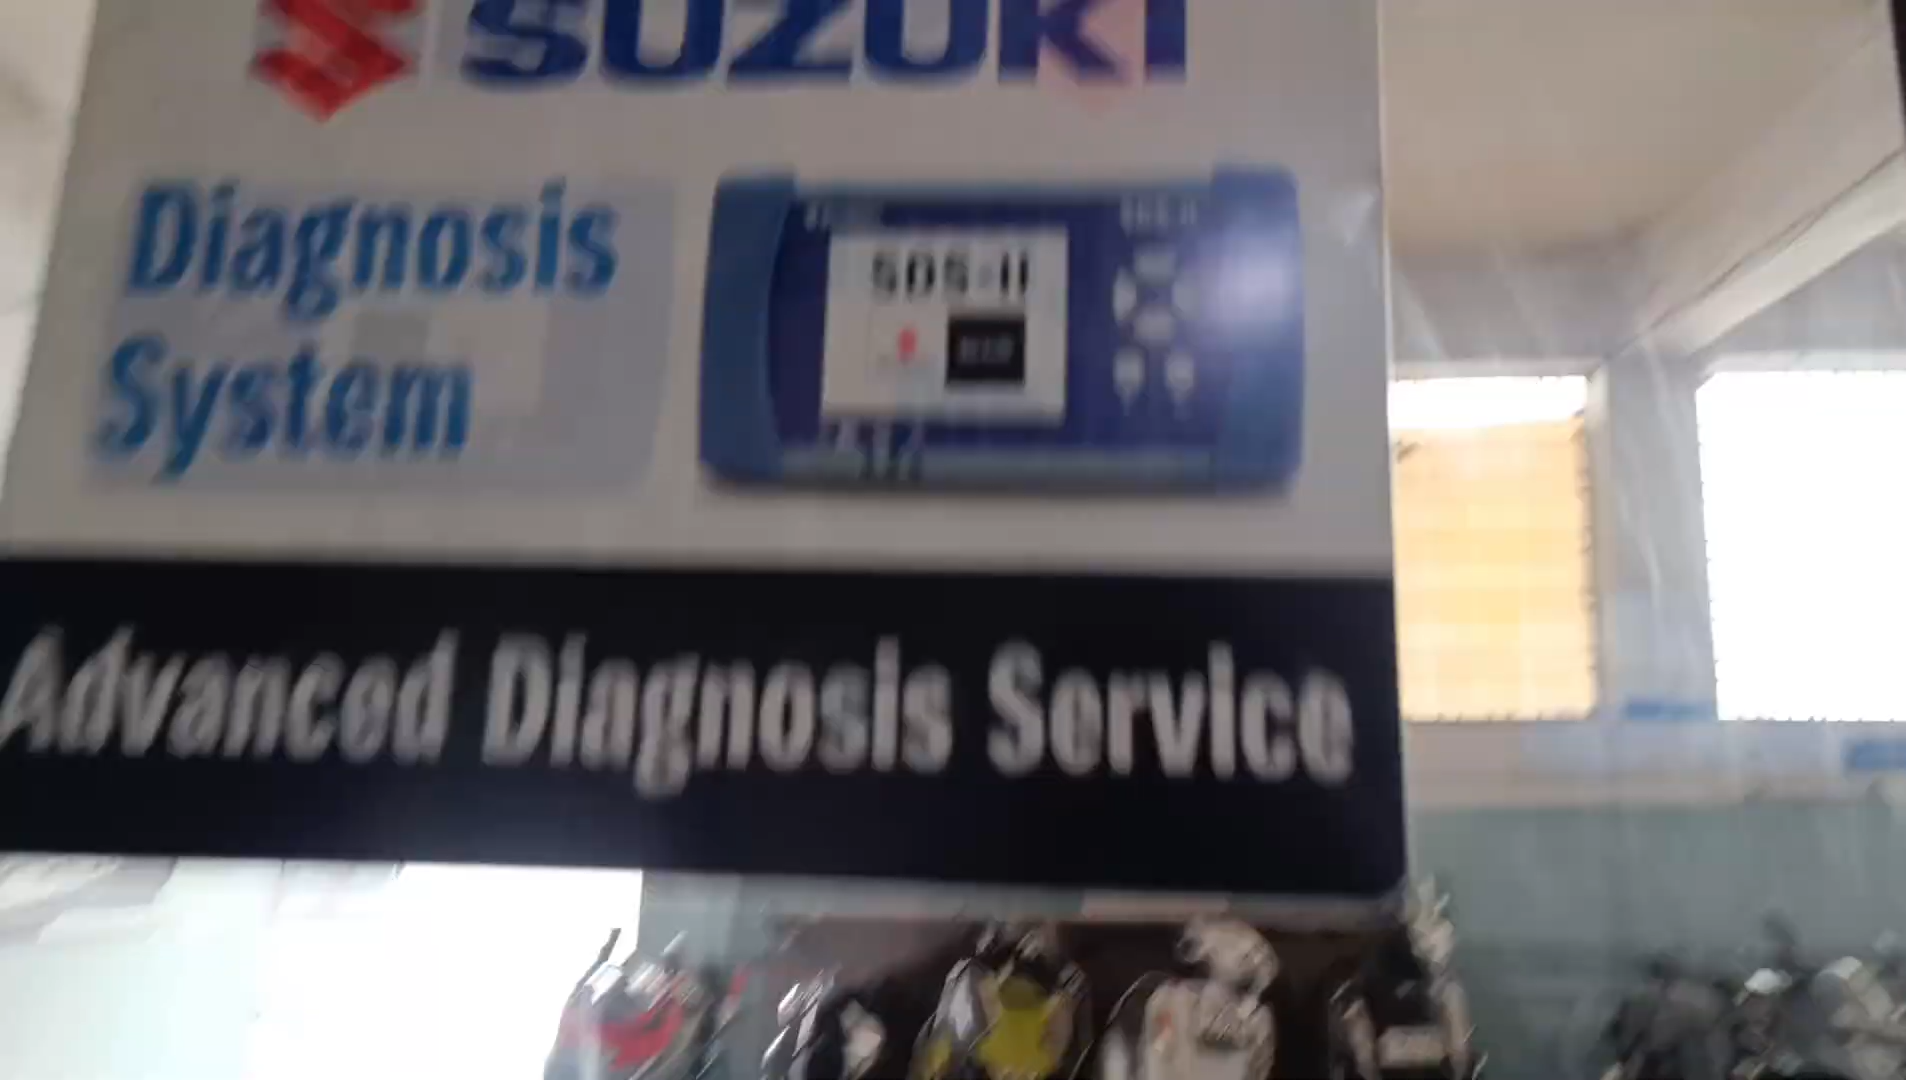 SUZUKI
Diagnosis
System
SDS-II
Advanced Diagnosis Service